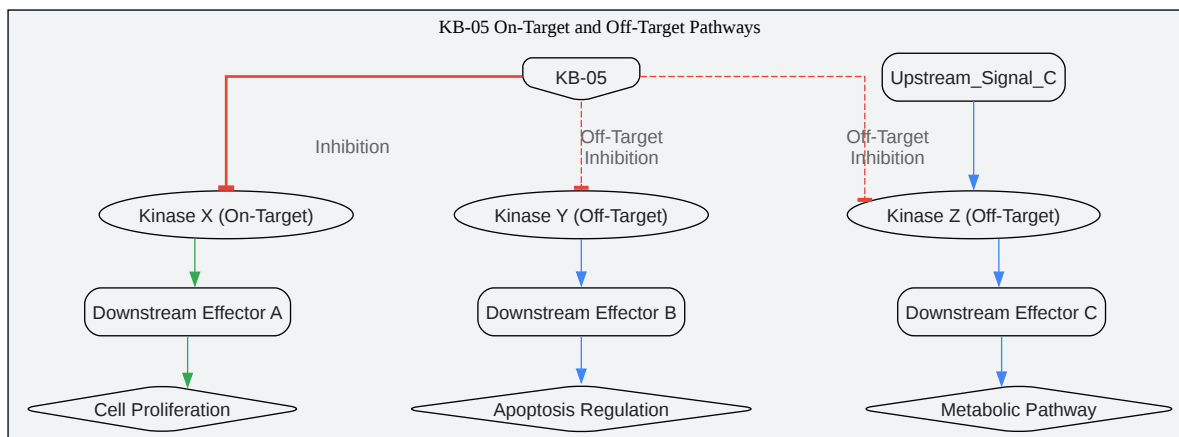 KB-05 On-Target and Off-Target Pathways
KB-05
Upstream_Signal_C
Inhibition
Off-Target
Inhibition
Off-Target
Inhibition
Kinase X (On-Target)
Kinase Y (Off-Target)
Kinase Z (Off-Target)
Downstream Effector A
Downstream Effector B
Downstream Effector C
Cell Proliferation
Apoptosis Regulation
Metabolic Pathway